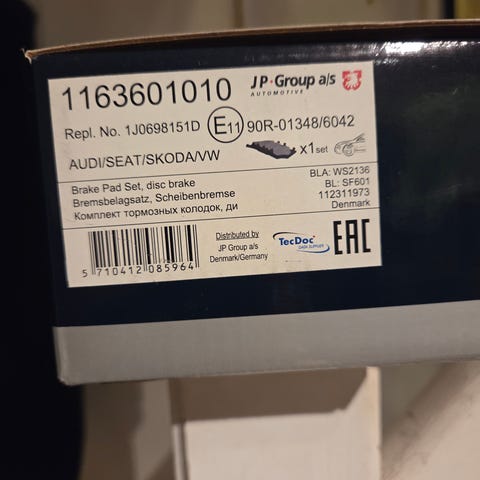 1163601010
JP·Group a/s
AUTOMOTIVE
Repl. No. 1J0698151D E11 90R-01348/6042
x1 set
AUDI/SEAT/SKODA/VW
Brake Pad Set, disc brake
Bremsbelagsatz, Scheibenbremse
Комплект тормозных колодок, ди
BLA: WS2136
BL: SF601
112311973
Denmark
5 710412 085964
Distributed by
JP Group a/s
Denmark/Germany
TecDoc
DATA SUPPLIER
EAC